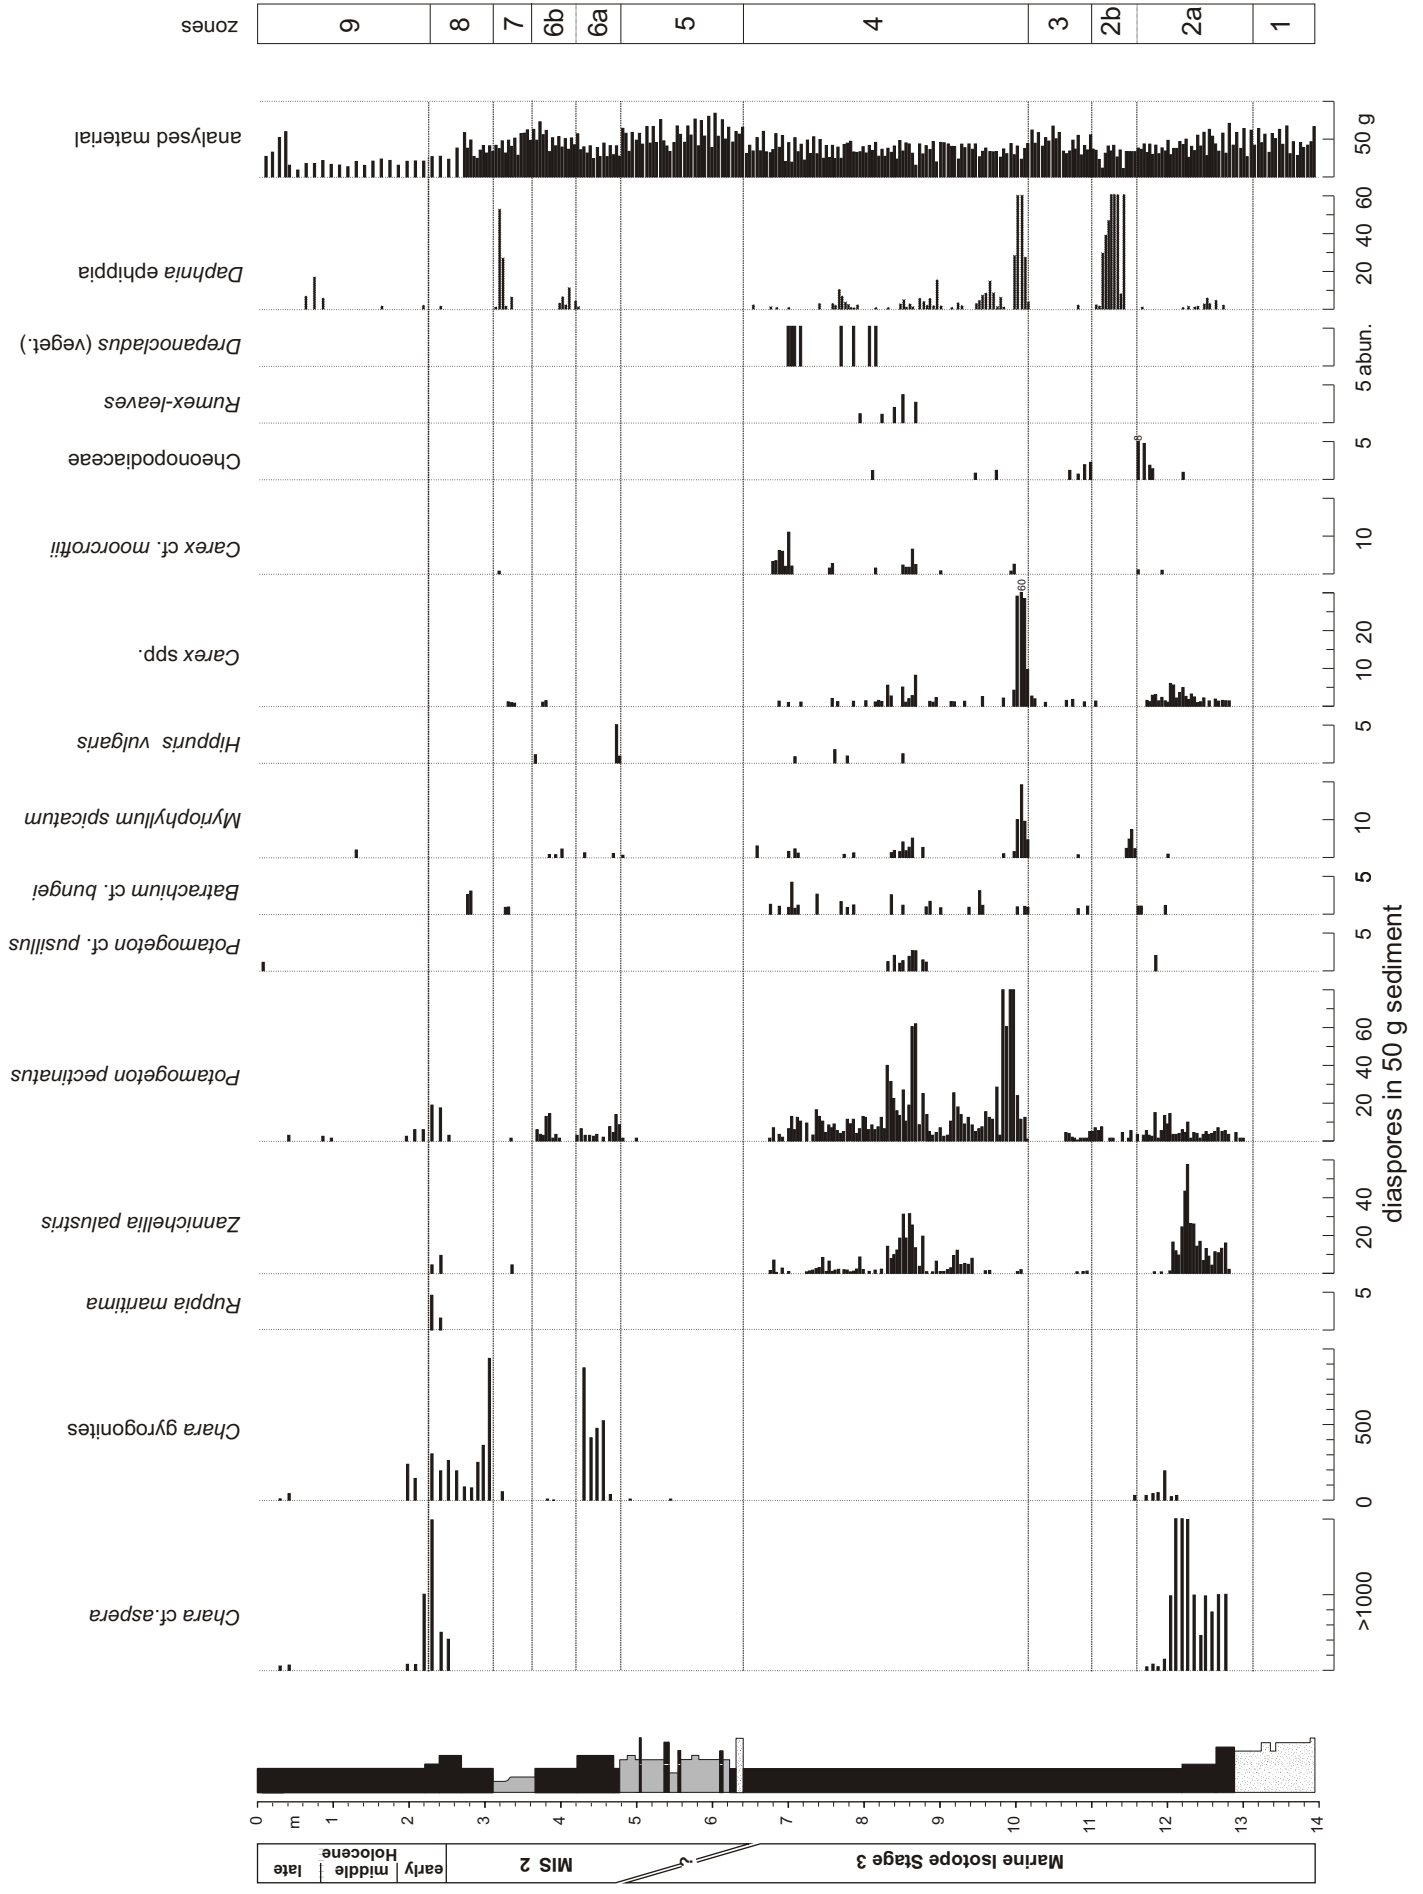 zones
9
8
7
6b
6a
5
4
3
2b
2a
1
analysed material
50 g
Daphnia ephippia
20
40
60
Drepanocladus (veget.)
abun.
Rumex-leaves
5
Cheonopodiaceae
8
5
Carex cf. moorcroftii
10
Carex spp.
60
10
20
Hippuris vulgaris
5
Myriophyllum spicatum
10
Batrachium cf. bungei
5
Potamogeton cf. pusillus
5
Potamogeton pectinatus
20
40
60
Zannichellia palustris
20
40
Ruppia maritima
5
Chara gyrogonites
0
500
Chara cf.aspera
>1000
diaspores in 50 g sediment
0
m
1
2
3
4
5
6
7
8
9
10
11
12
13
14
late
middle
early
Holocene
MIS 2
?
Marine Isotope Stage 3